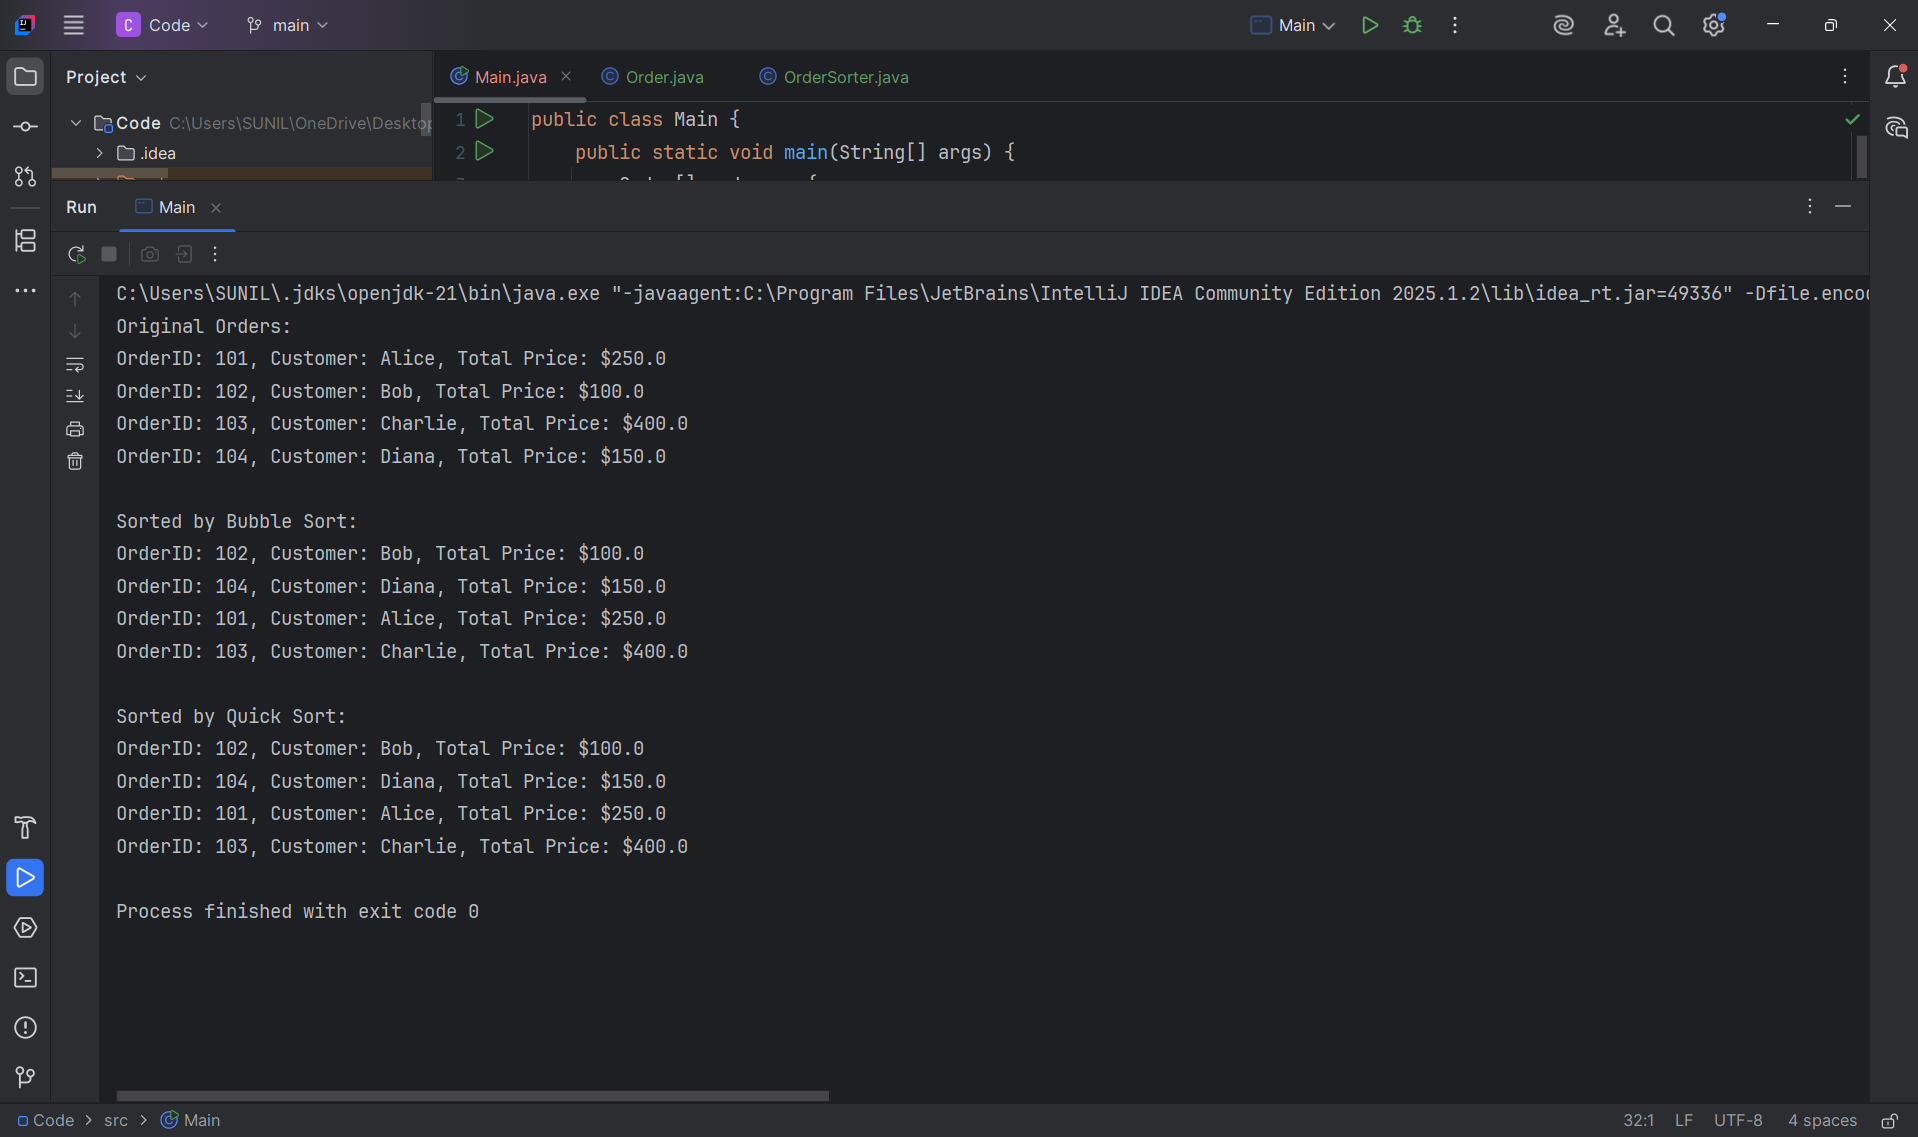 C Code main Main
Project Main.java Order.java OrderSorter.java
Code C:\Users\SUNIL\OneDrive\Desktop
.idea
1 public class Main {
2 public static void main(String[] args) {
Run Main
C:\Users\SUNIL\.jdks\openjdk-21\bin\java.exe "-javaagent:C:\Program Files\JetBrains\IntelliJ IDEA Community Edition 2025.1.2\lib\idea_rt.jar=49336" -Dfile.enco
Original Orders:
OrderID: 101, Customer: Alice, Total Price: $250.0
OrderID: 102, Customer: Bob, Total Price: $100.0
OrderID: 103, Customer: Charlie, Total Price: $400.0
OrderID: 104, Customer: Diana, Total Price: $150.0
Sorted by Bubble Sort:
OrderID: 102, Customer: Bob, Total Price: $100.0
OrderID: 104, Customer: Diana, Total Price: $150.0
OrderID: 101, Customer: Alice, Total Price: $250.0
OrderID: 103, Customer: Charlie, Total Price: $400.0
Sorted by Quick Sort:
OrderID: 102, Customer: Bob, Total Price: $100.0
OrderID: 104, Customer: Diana, Total Price: $150.0
OrderID: 101, Customer: Alice, Total Price: $250.0
OrderID: 103, Customer: Charlie, Total Price: $400.0
Process finished with exit code 0
Code > src > Main 32:1 LF UTF-8 4 spaces